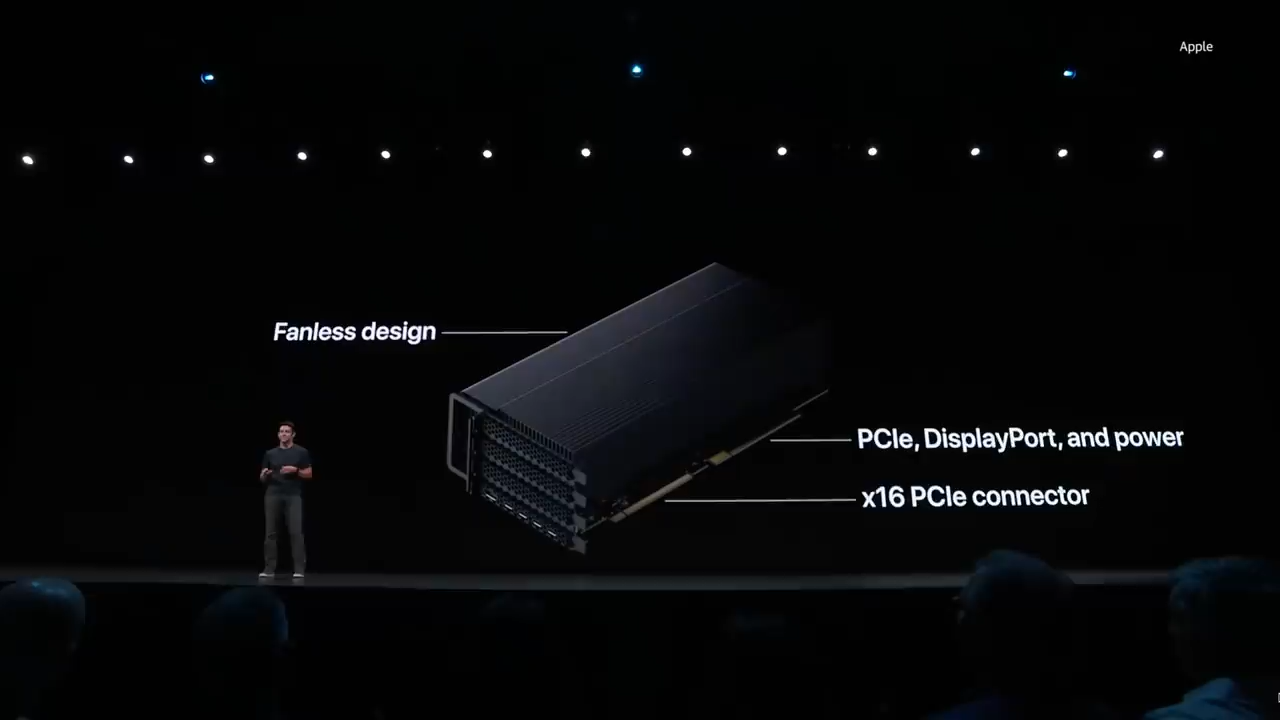 Apple
Fanless design
PCIe, DisplayPort, and power
x16 PCIe connector